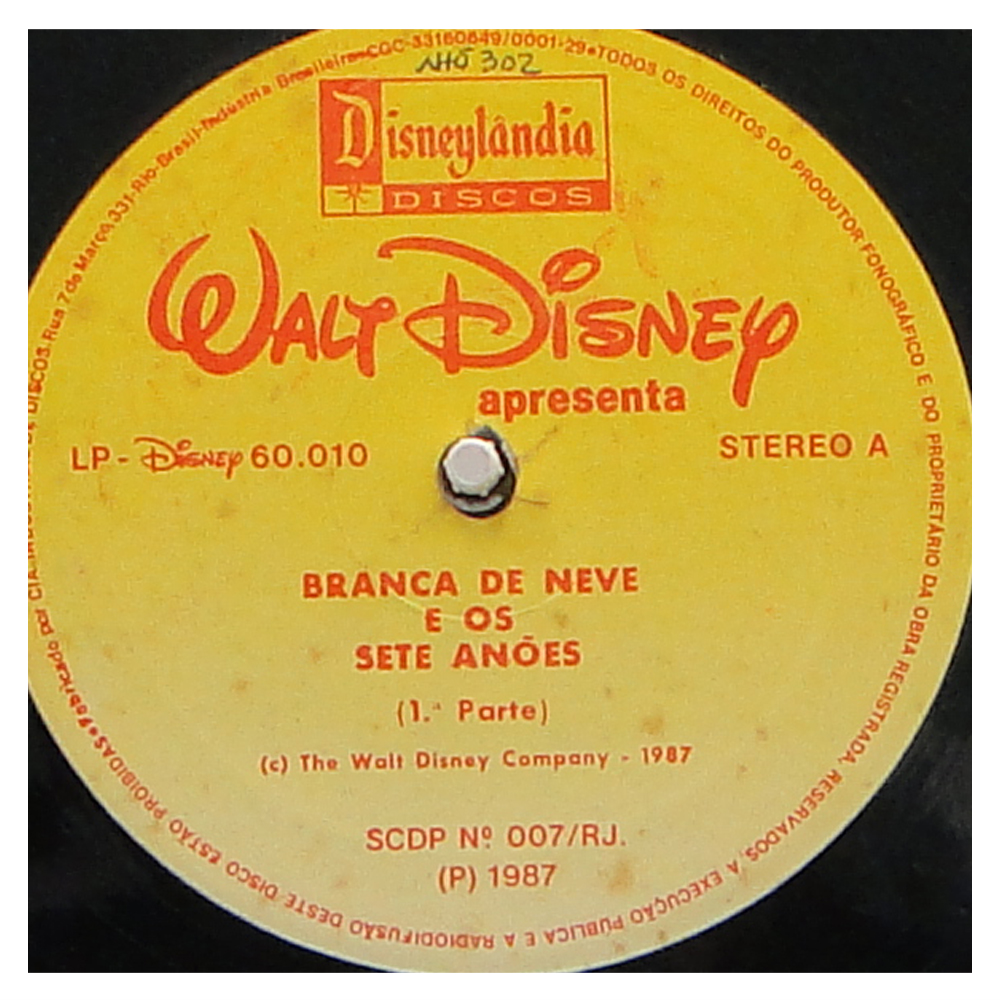 NHO 302
Disneylândia
DISCOS
WALT DISNEY
apresenta
LP - DISNEY 60.010
STEREO A
BRANCA DE NEVE
E OS
SETE ANÕES
(1.ª Parte)
(c) The Walt Disney Company - 1987
SCDP Nº 007/RJ.
(P) 1987
Rua 7 de Março, 331-Rio-Brasil-Indústria Brasileira-CGC-33160649/0001-29•TODOS OS DIREITOS DO PRODUTOR FONOGRÁFICO E DO PROPRIETÁRIO DA OBRA REGISTRADA, RESERVADOS, A EXECUÇÃO PÚBLICA E A RADIODIFUSÃO DESTE DISCO ESTÃO PROIBIDAS•Fabricado por CIA.